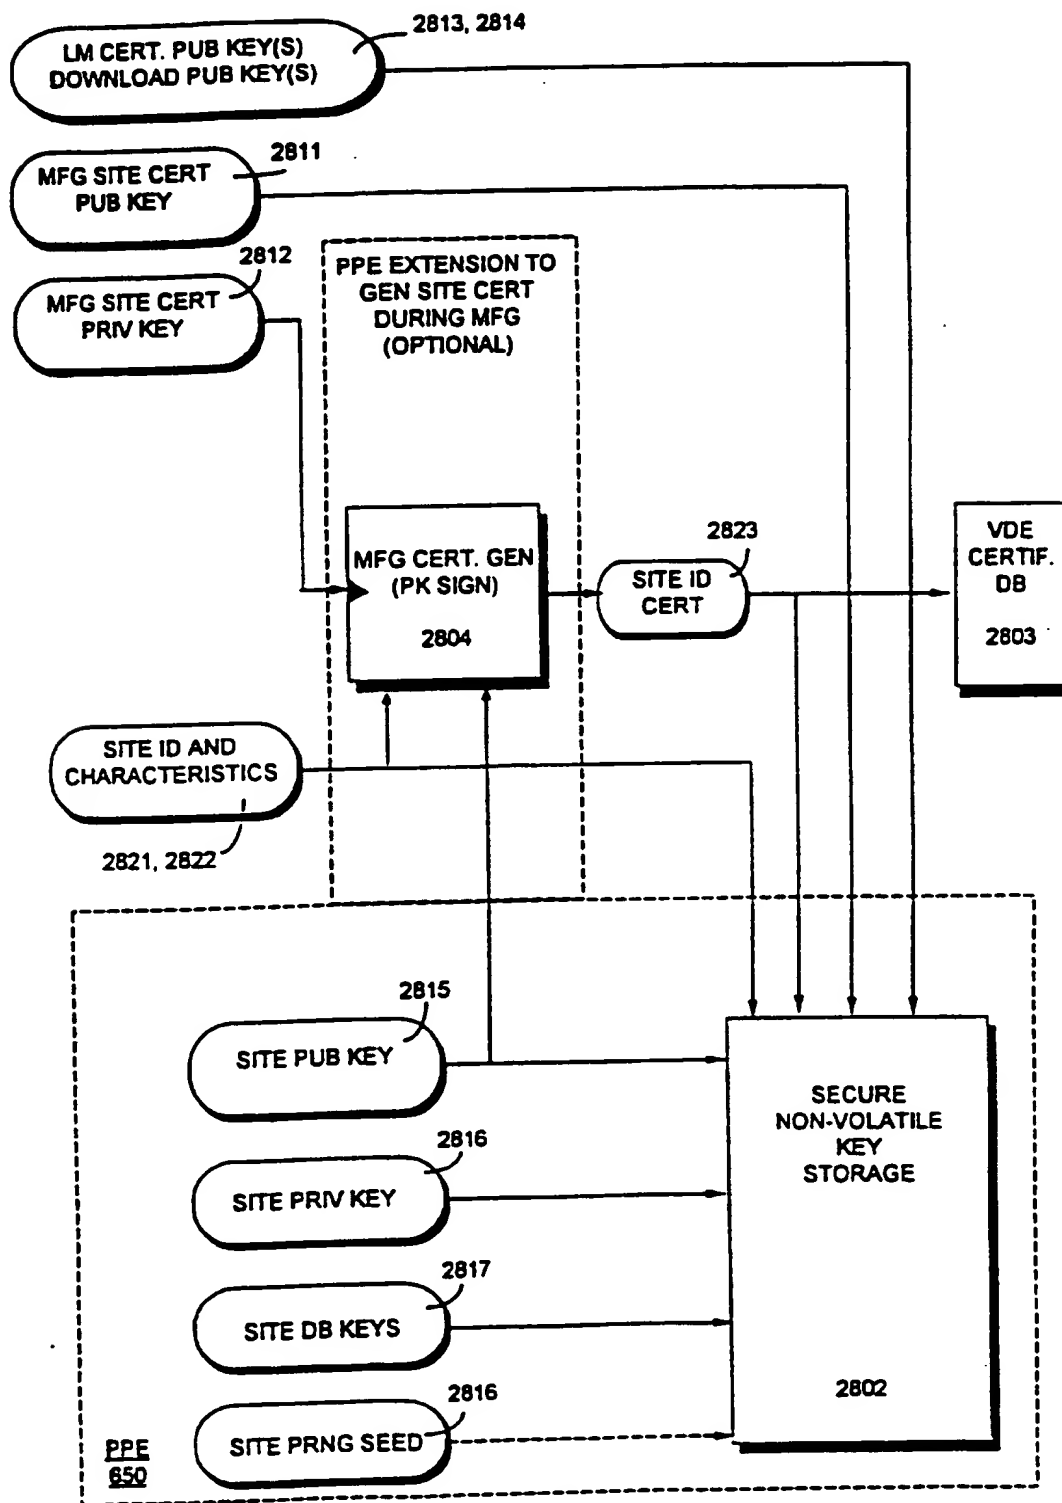 2813, 2814
LM CERT. PUB KEY(S)
DOWNLOAD PUB KEY(S)
2811
MFG SITE CERT
PUB KEY
2812
MFG SITE CERT
PRIV KEY
PPE EXTENSION TO
GEN SITE CERT
DURING MFG
(OPTIONAL)
MFG CERT. GEN
(PK SIGN)
2804
2823
SITE ID
CERT
VDE
CERTIF.
DB
2803
SITE ID AND
CHARACTERISTICS
2821, 2822
2815
SITE PUB KEY
2816
SITE PRIV KEY
2817
SITE DB KEYS
2816
SITE PRNG SEED
SECURE
NON-VOLATILE
KEY
STORAGE
2802
PPE
650